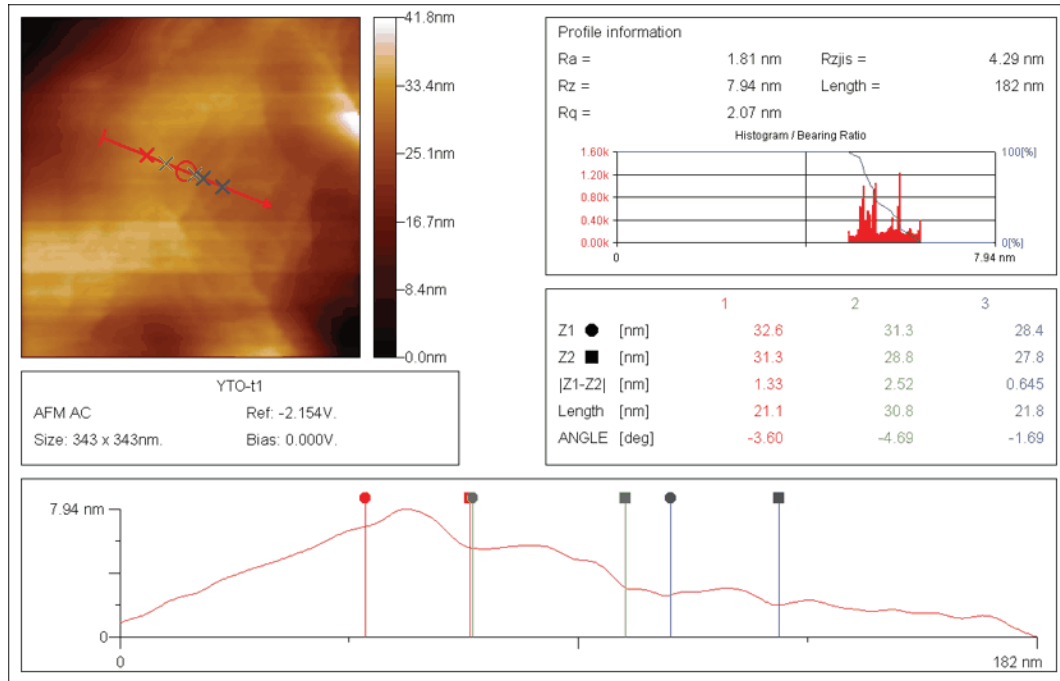 41.8nm
33.4nm
25.1nm
16.7nm
8.4nm
0.0nm
YTO-t1
AFM AC Ref: -2.154V.
Size: 343 x 343nm. Bias: 0.000V.
Profile information
Ra = 1.81 nm Rzjis = 4.29 nm
Rz = 7.94 nm Length = 182 nm
Rq = 2.07 nm
Histogram / Bearing Ratio
1.60k 100[%]
1.20k
0.80k
0.40k
0.00k 0[%]
0 7.94 nm
1 2 3
Z1 [nm] 32.6 31.3 28.4
Z2 [nm] 31.3 28.8 27.8
|Z1-Z2| [nm] 1.33 2.52 0.645
Length [nm] 21.1 30.8 21.8
ANGLE [deg] -3.60 -4.69 -1.69
7.94 nm
0
0 182 nm